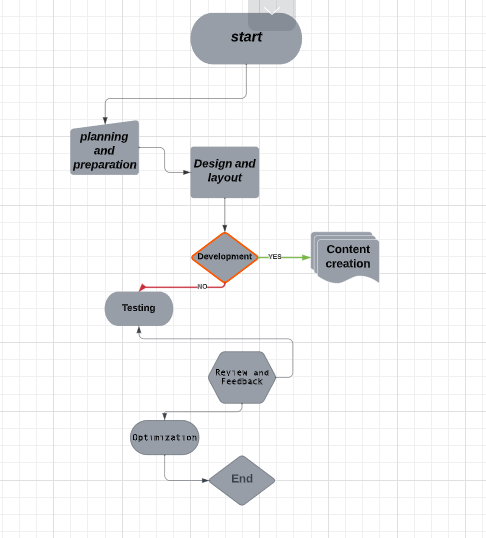 start
planning
and
preparation
Design and
layout
Development
YES
Content
creation
NO
Testing
Review and
Feedback
Optimization
End